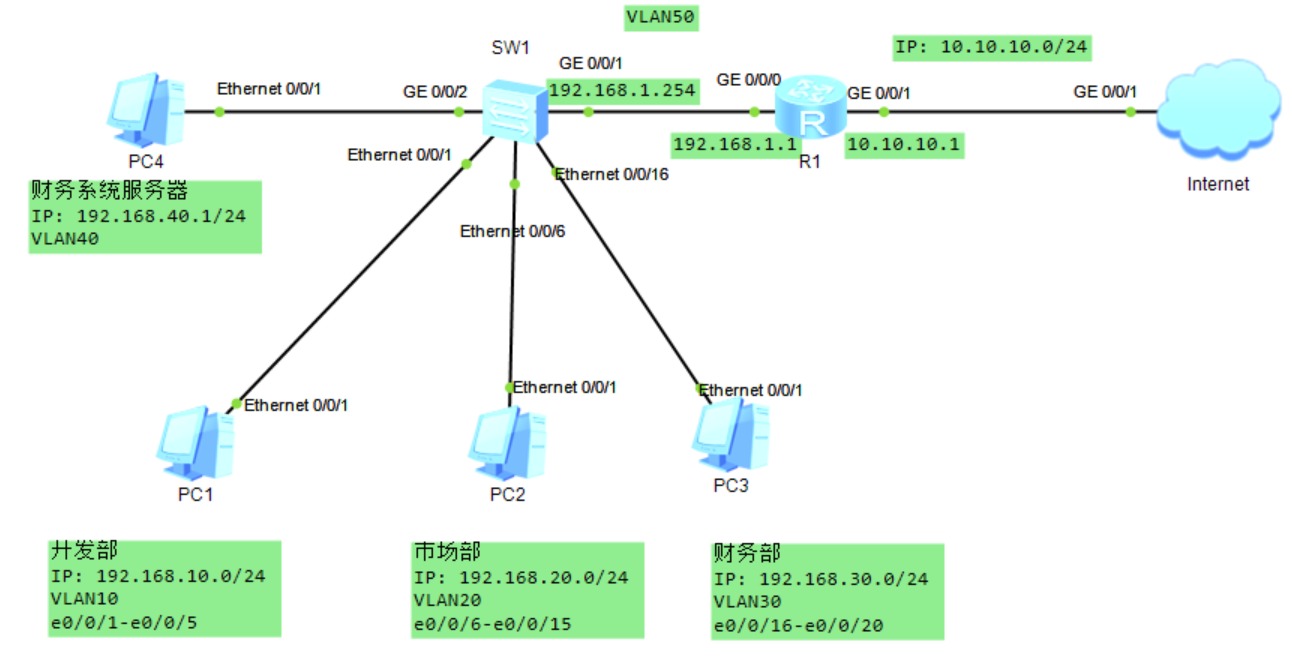 VLAN50
SW1
IP: 10.10.10.0/24
GE 0/0/1
Ethernet 0/0/1
GE 0/0/2
192.168.1.254
GE 0/0/0
GE 0/0/1
GE 0/0/1
R
192.168.1.1
10.10.10.1
R1
PC4
Ethernet 0/0/1
Ethernet 0/0/16
Internet
财务系统服务器
IP: 192.168.40.1/24
VLAN40
Ethernet 0/0/6
Ethernet 0/0/1
Ethernet 0/0/1
Ethernet 0/0/1
PC1
PC2
PC3
开发部
IP: 192.168.10.0/24
VLAN10
e0/0/1-e0/0/5
市场部
IP: 192.168.20.0/24
VLAN20
e0/0/6-e0/0/15
财务部
IP: 192.168.30.0/24
VLAN30
e0/0/16-e0/0/20